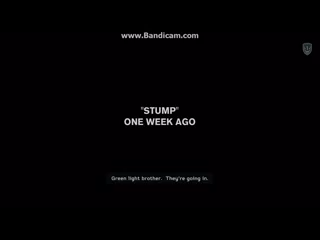 www.Bandicam.com
"STUMP"
ONE WEEK AGO
Green light brother. They're going in.